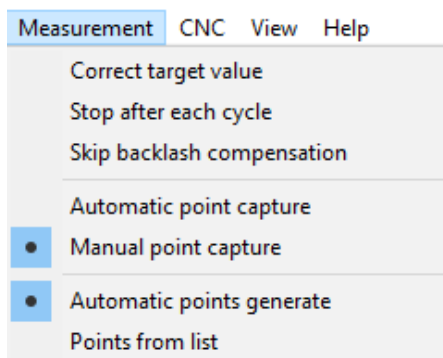 Measurement CNC View Help
Correct target value
Stop after each cycle
Skip backlash compensation
Automatic point capture
Manual point capture
Automatic points generate
Points from list